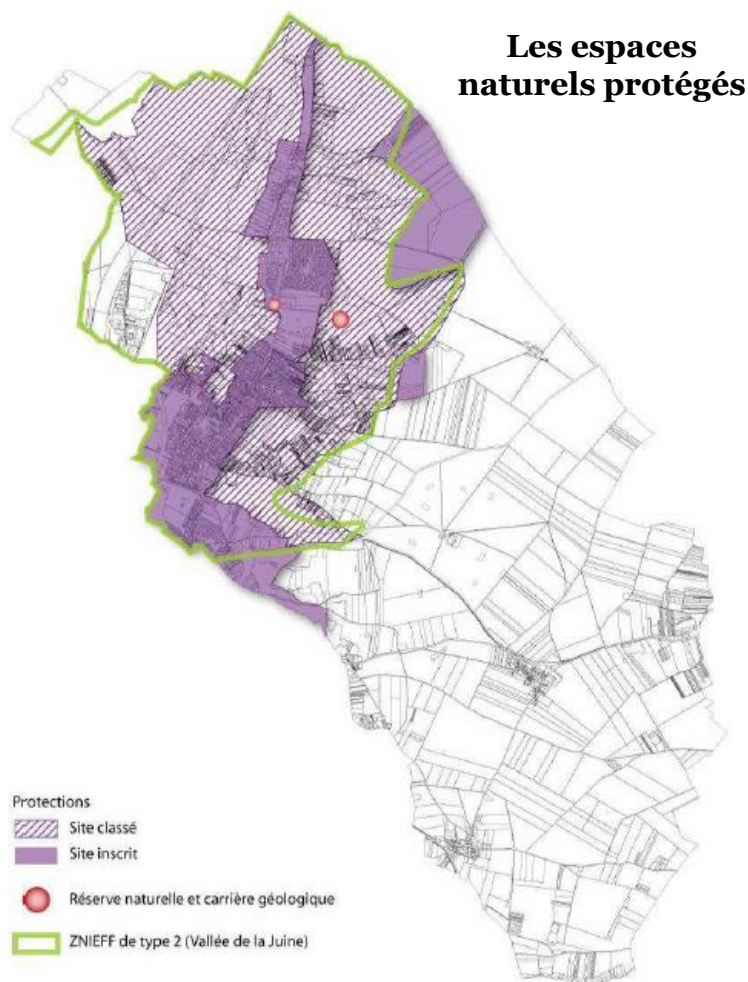 Les espaces
naturels protégés
Protections
Site classé
Site inscrit
Réserve naturelle et carrière géologique
ZNIEFF de type 2 (Vallée de la Juine)